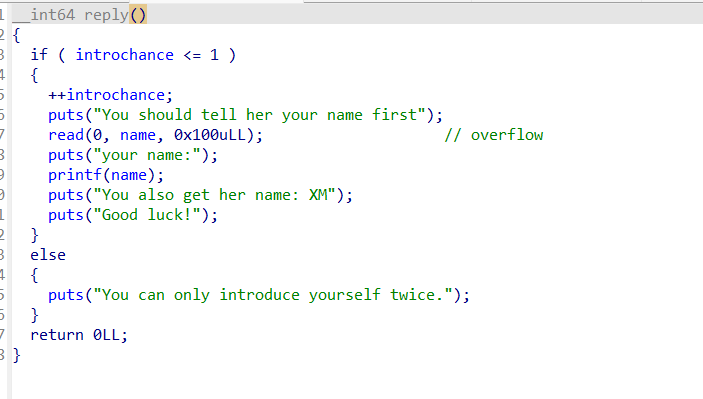 1 __int64 reply()
2 {
3 if ( introchance <= 1 )
4 {
5 ++introchance;
6 puts("You should tell her your name first");
7 read(0, name, 0x100uLL); // overflow
8 puts("your name:");
9 printf(name);
0 puts("You also get her name: XM");
1 puts("Good luck!");
2 }
3 else
4 {
5 puts("You can only introduce yourself twice.");
6 }
7 return 0LL;
8 }